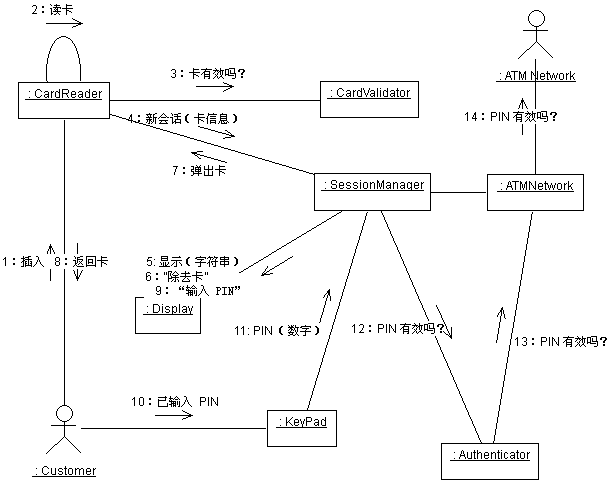 2：读卡
: CardReader
3：卡有效吗？
: CardValidator
: ATM Network
14：PIN 有效吗？
4：新会话（卡信息）
7：弹出卡
: SessionManager
: ATMNetwork
1：插入
8：返回卡
5: 显示（字符串）
6："除去卡"
9：“输入 PIN”
: Display
11: PIN（数字）
12：PIN 有效吗？
13：PIN 有效吗？
10：已输入 PIN
: KeyPad
: Customer
: Authenticator